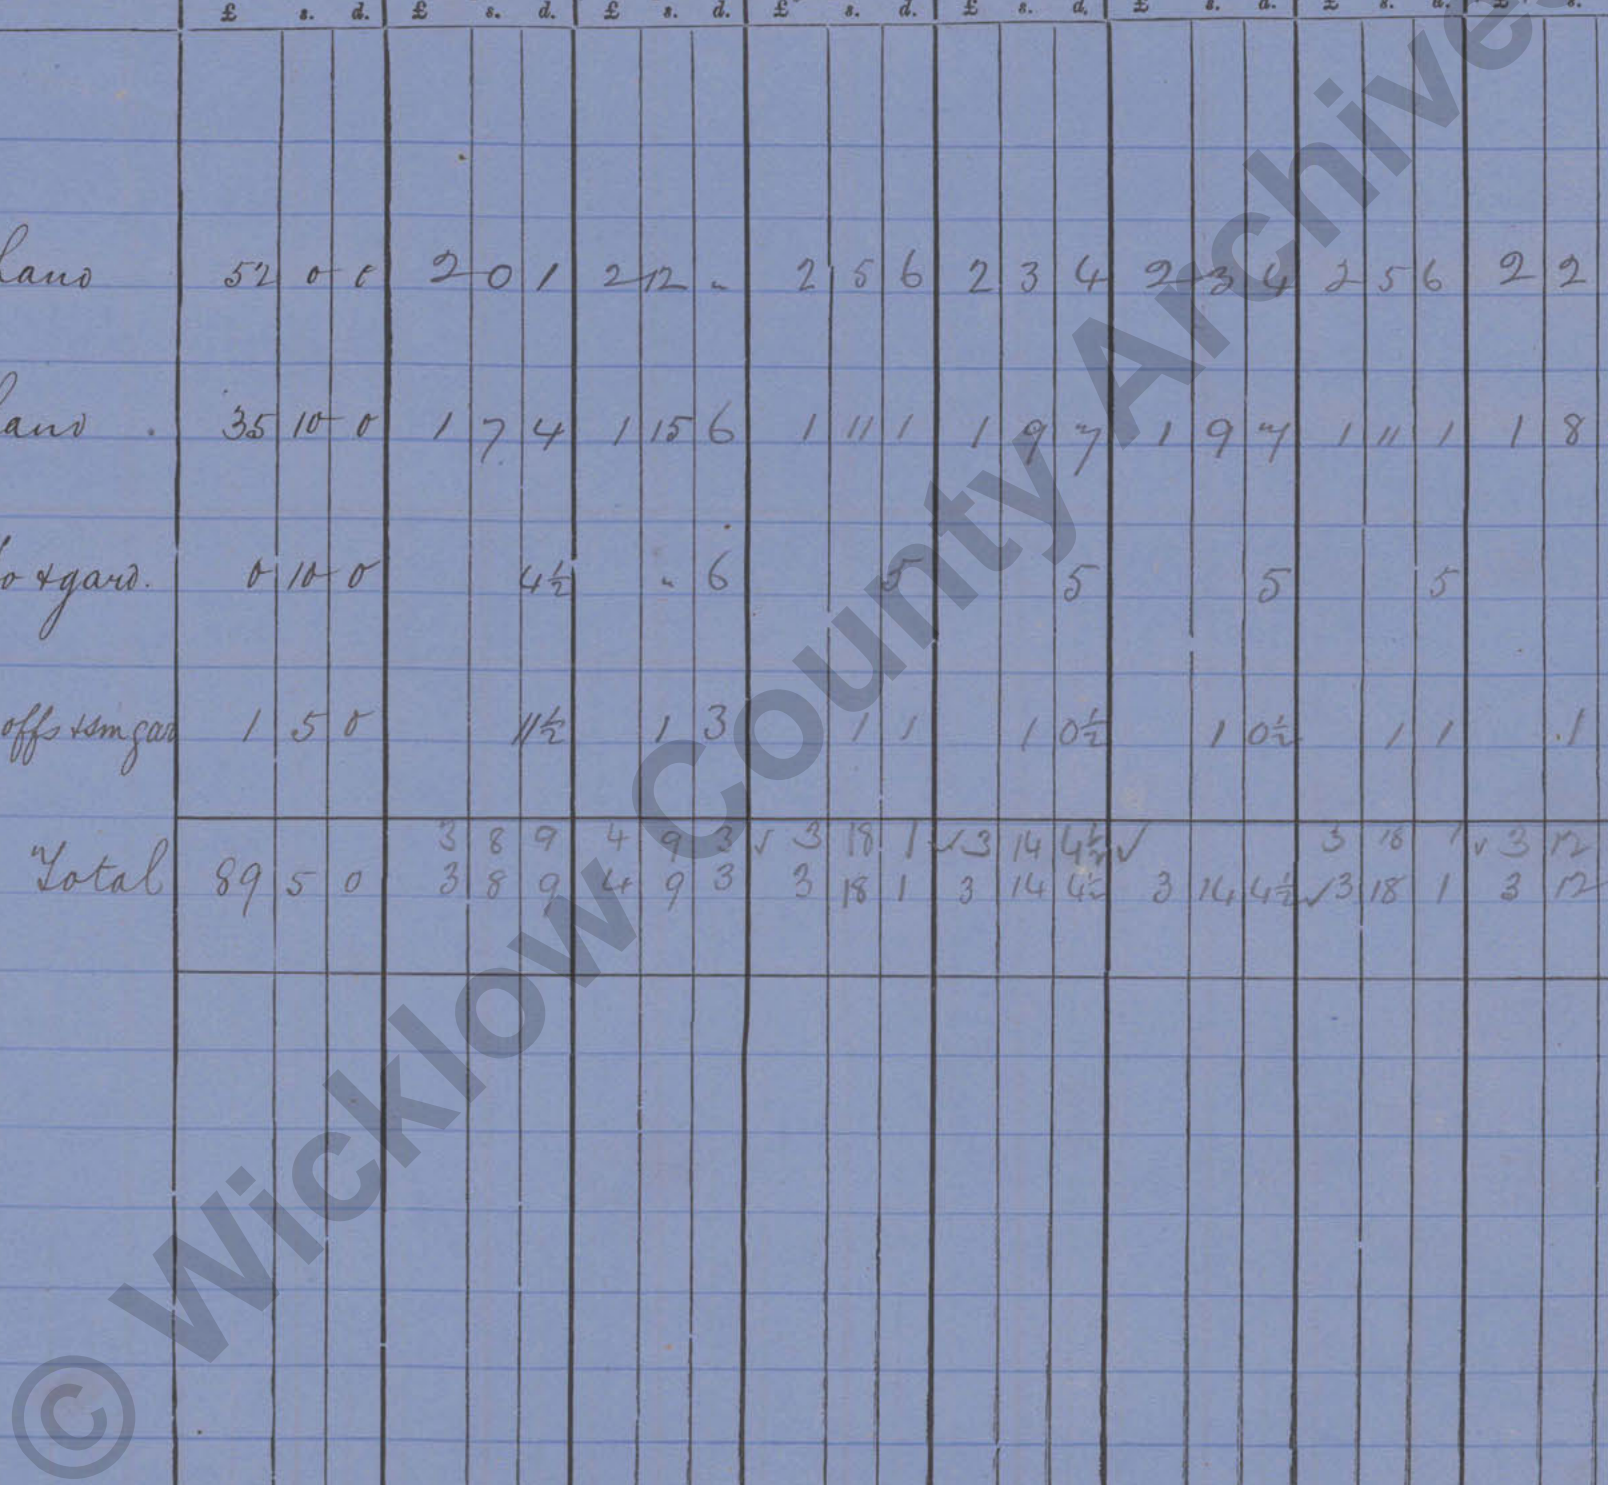 £ s. d. £ s. d. £ s. d. £ s. d. £ s. d. £ s. d. £ s. d. £ s.
52 0 0 2 0 1 2 12 " 2 5 6 2 3 4 2 3 4 2 5 6 2 2
35 10 0 1 7 4 1 15 6 1 11 1 1 9 7 1 9 7 1 11 1 1 8
o & gard. 0 10 0 4½ " 6 5 5 5 5
offs & sm gar 1 5 0 11½ 1 3 1 1 1 0½ 1 0½ 1 1 1
3 8 9 4 9 3 ✓ 3 18 1 ✓ 3 14 4½ ✓ 3 18 1 ✓ 3 12
Total 89 5 0 3 8 9 4 9 3 3 18 1 3 14 4½ 3 14 4½ ✓ 3 18 1 3 12
© Wicklow County Archives